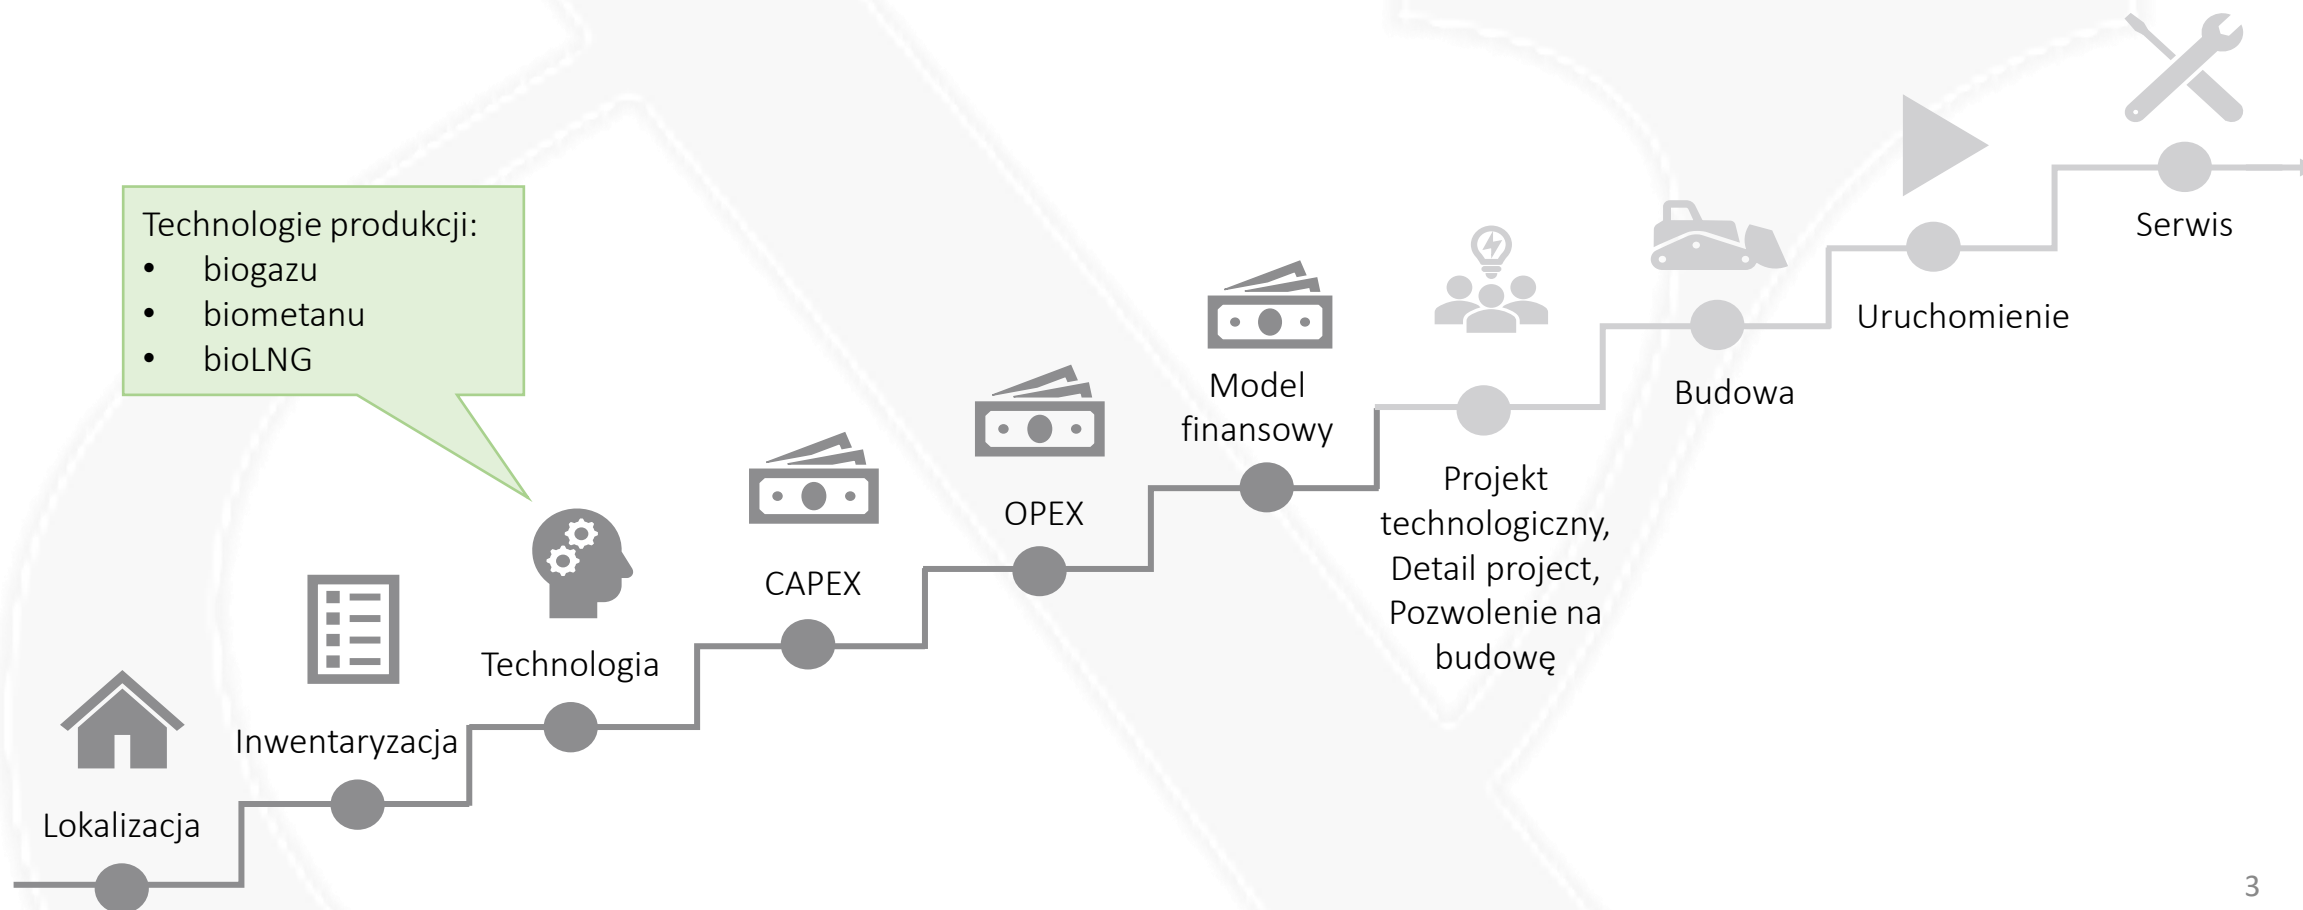 Technologie produkcji:
• biogazu
• biometanu
• bioLNG
Lokalizacja
Inwentaryzacja
Technologia
CAPEX
OPEX
Model
finansowy
Projekt
technologiczny,
Detail project,
Pozwolenie na
budowę
Budowa
Uruchomienie
Serwis
3